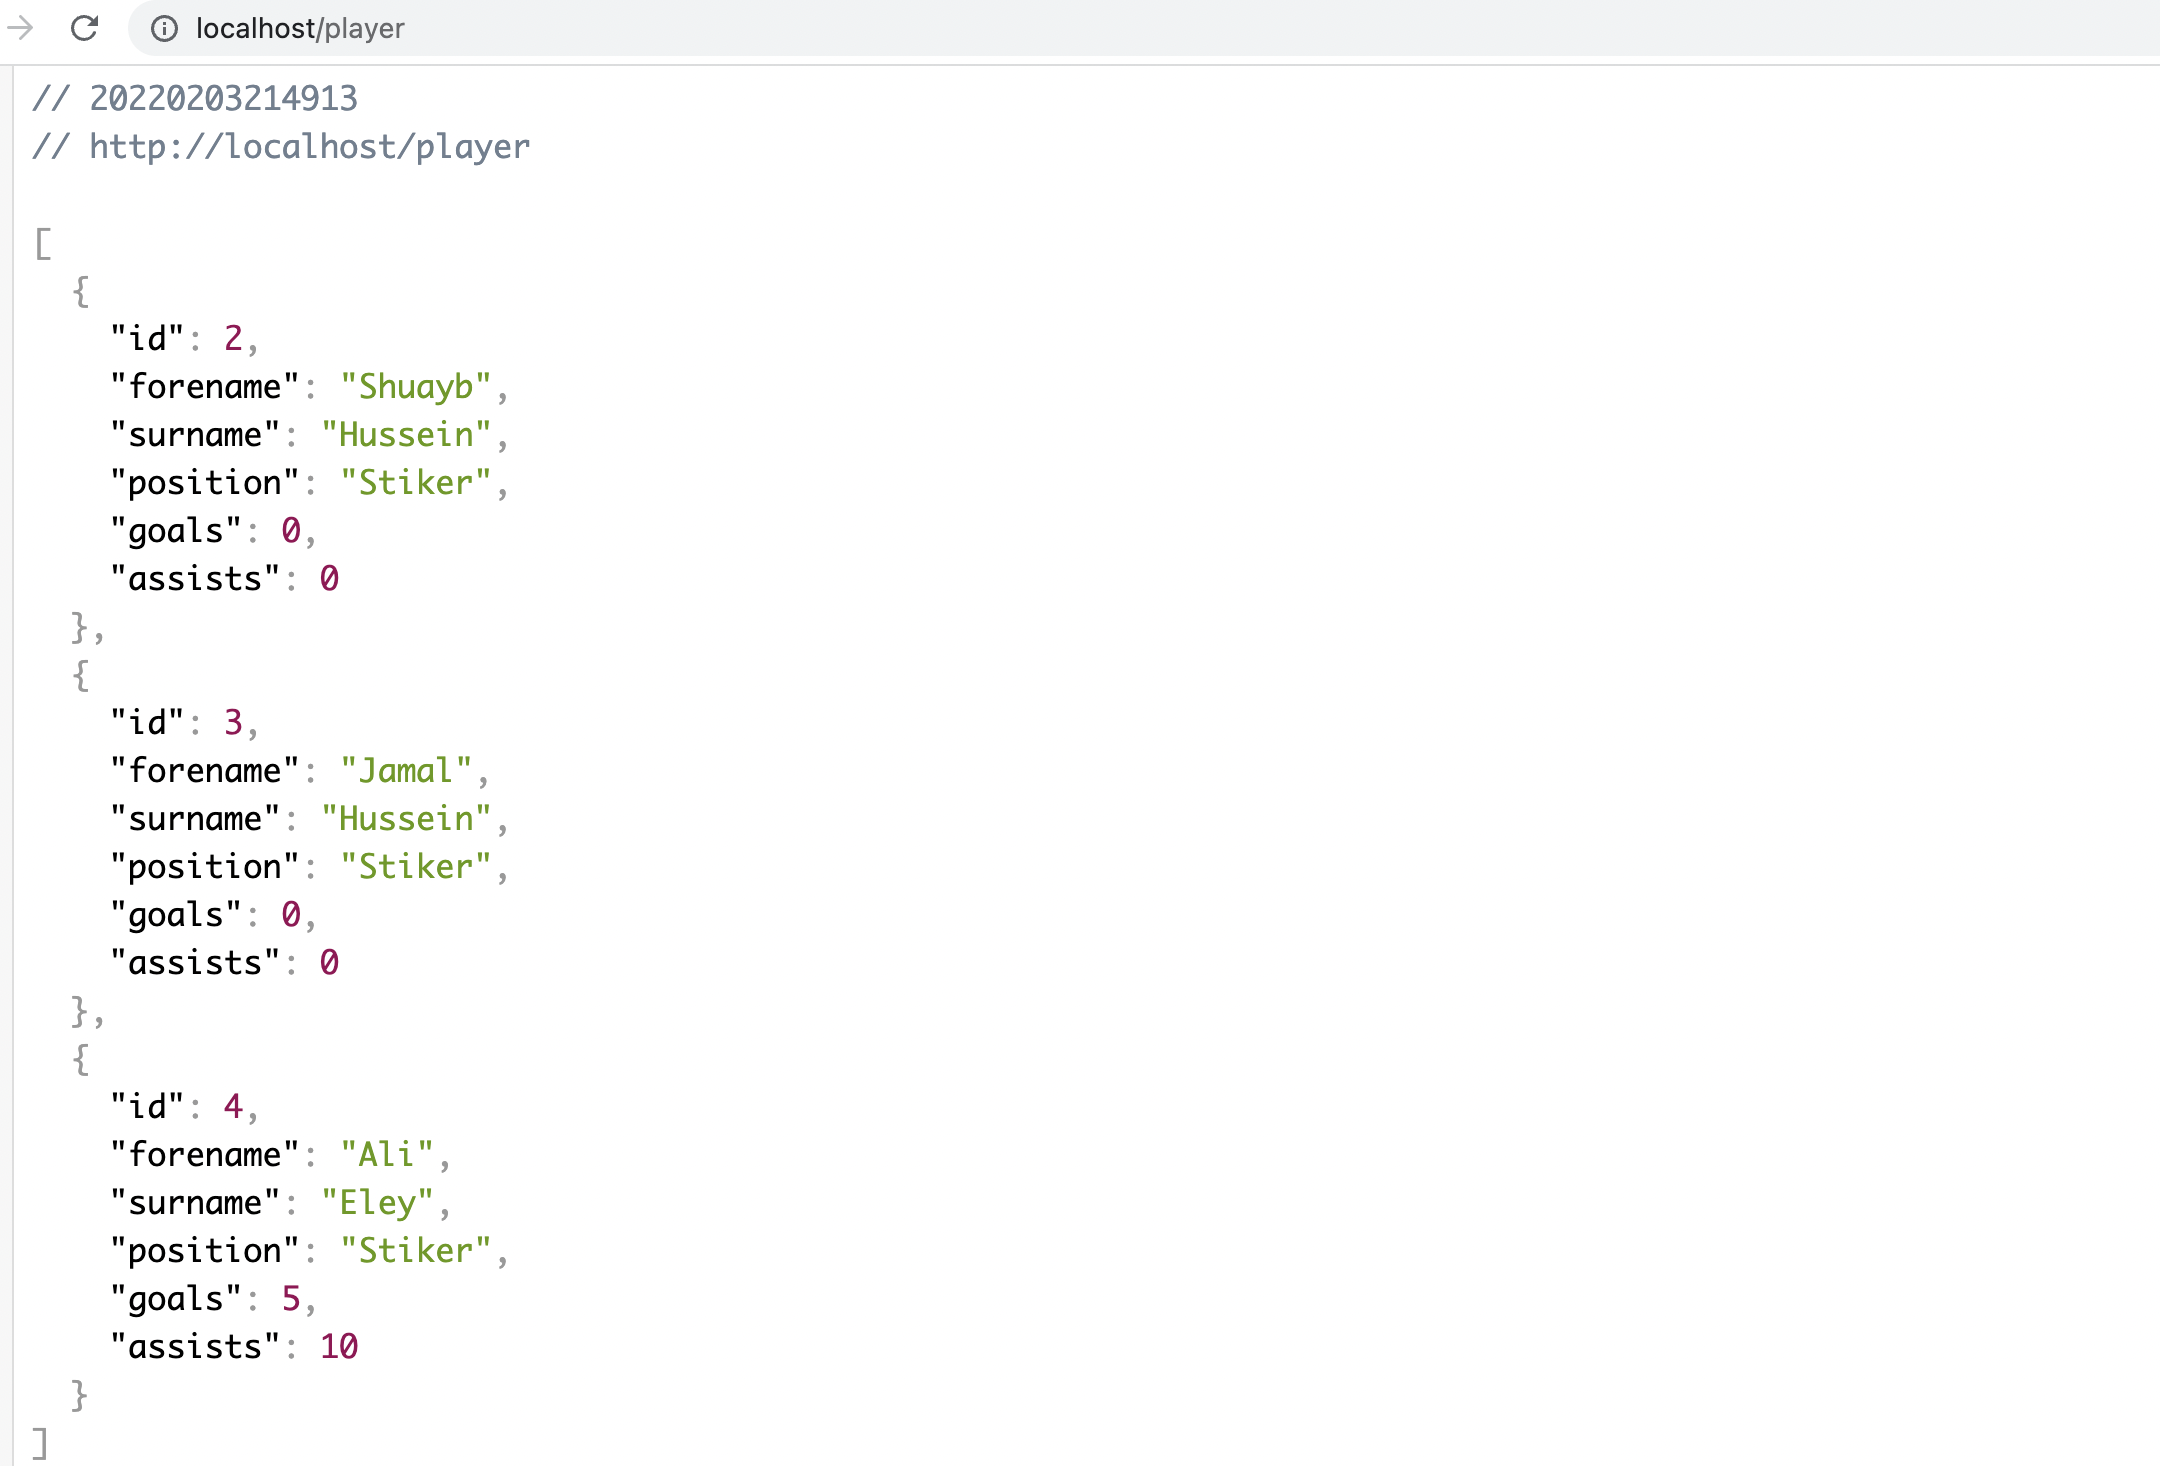 localhost/player
// 20220203214913
// http://localhost/player
[
  {
    "id": 2,
    "forename": "Shuayb",
    "surname": "Hussein",
    "position": "Stiker",
    "goals": 0,
    "assists": 0
  },
  {
    "id": 3,
    "forename": "Jamal",
    "surname": "Hussein",
    "position": "Stiker",
    "goals": 0,
    "assists": 0
  },
  {
    "id": 4,
    "forename": "Ali",
    "surname": "Eley",
    "position": "Stiker",
    "goals": 5,
    "assists": 10
  }
]